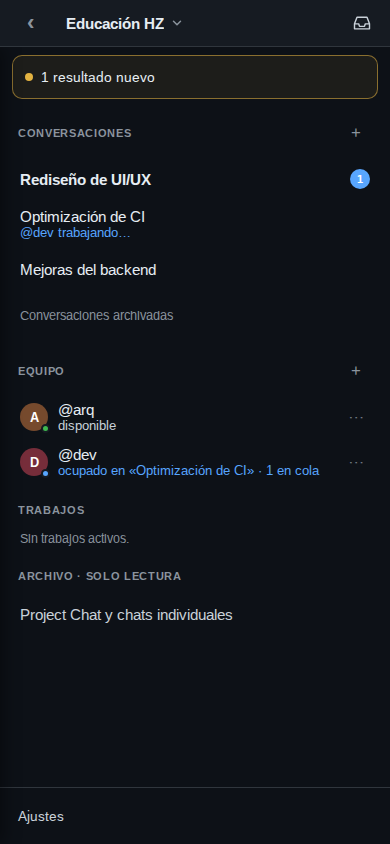 Educación HZ
1 resultado nuevo
CONVERSACIONES
+
Rediseño de UI/UX
1
Optimización de CI
@dev trabajando…
Mejoras del backend
Conversaciones archivadas
EQUIPO
+
A
@arq
disponible
···
D
@dev
ocupado en «Optimización de CI» · 1 en cola
···
TRABAJOS
Sin trabajos activos.
ARCHIVO · SOLO LECTURA
Project Chat y chats individuales
Ajustes